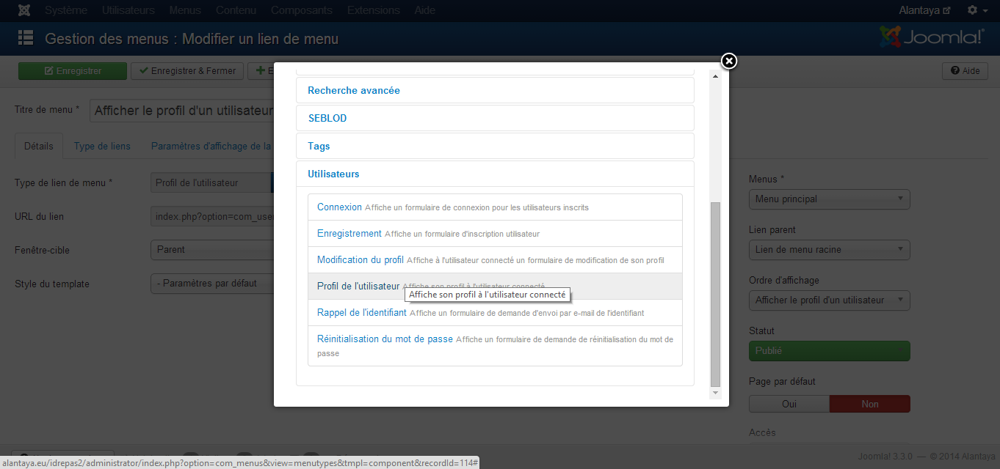 Système Utilisateurs Menus Contenu Composants Extensions Aide Alantaya
Gestion des menus : Modifier un lien de menu Joomla!®
Enregistrer Enregistrer & Fermer Aide
Titre de menu * Afficher le profil d'un utilisateur
Détails Type de liens Paramètres d'affichage de la
Type de lien de menu * Profil de l'utilisateur
URL du lien
Fenêtre-cible Parent
Style du template - Paramètres par défaut
Recherche avancée
SEBLOD
Tags
Utilisateurs
Connexion Affiche un formulaire de connexion pour les utilisateurs inscrits
Enregistrement Affiche un formulaire d'inscription utilisateur
Modification du profil Affiche à l'utilisateur connecté un formulaire de modification de son profil
Profil de l'utilisateur Affiche son profil à l'utilisateur connecté
Affiche son profil à l'utilisateur connecté
Rappel de l'identifiant Affiche un formulaire de demande d'envoi par e-mail de l'identifiant
Réinitialisation du mot de passe Affiche un formulaire de demande de réinitialisation du mot de
passe
Menus *
Menu principal
Lien parent
Lien de menu racine
Ordre d'affichage
Afficher le profil d'un utilisateur
Statut
Publié
Page par défaut
Oui Non
Accès
Joomla! 3.3.0 — © 2014 Alantaya
alantaya.eu/idrepas2/administrator/index.php?option=com_menus&view=menutypes&tmpl=component&recordId=114#